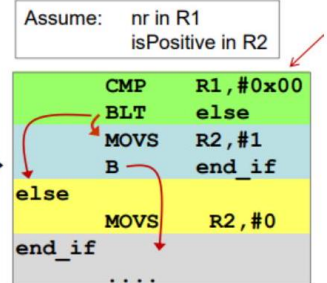 Assume: nr in R1
isPositive in R2
CMP R1,#0x00
BLT else
MOVS R2,#1
B end_if
else
MOVS R2,#0
end_if
....